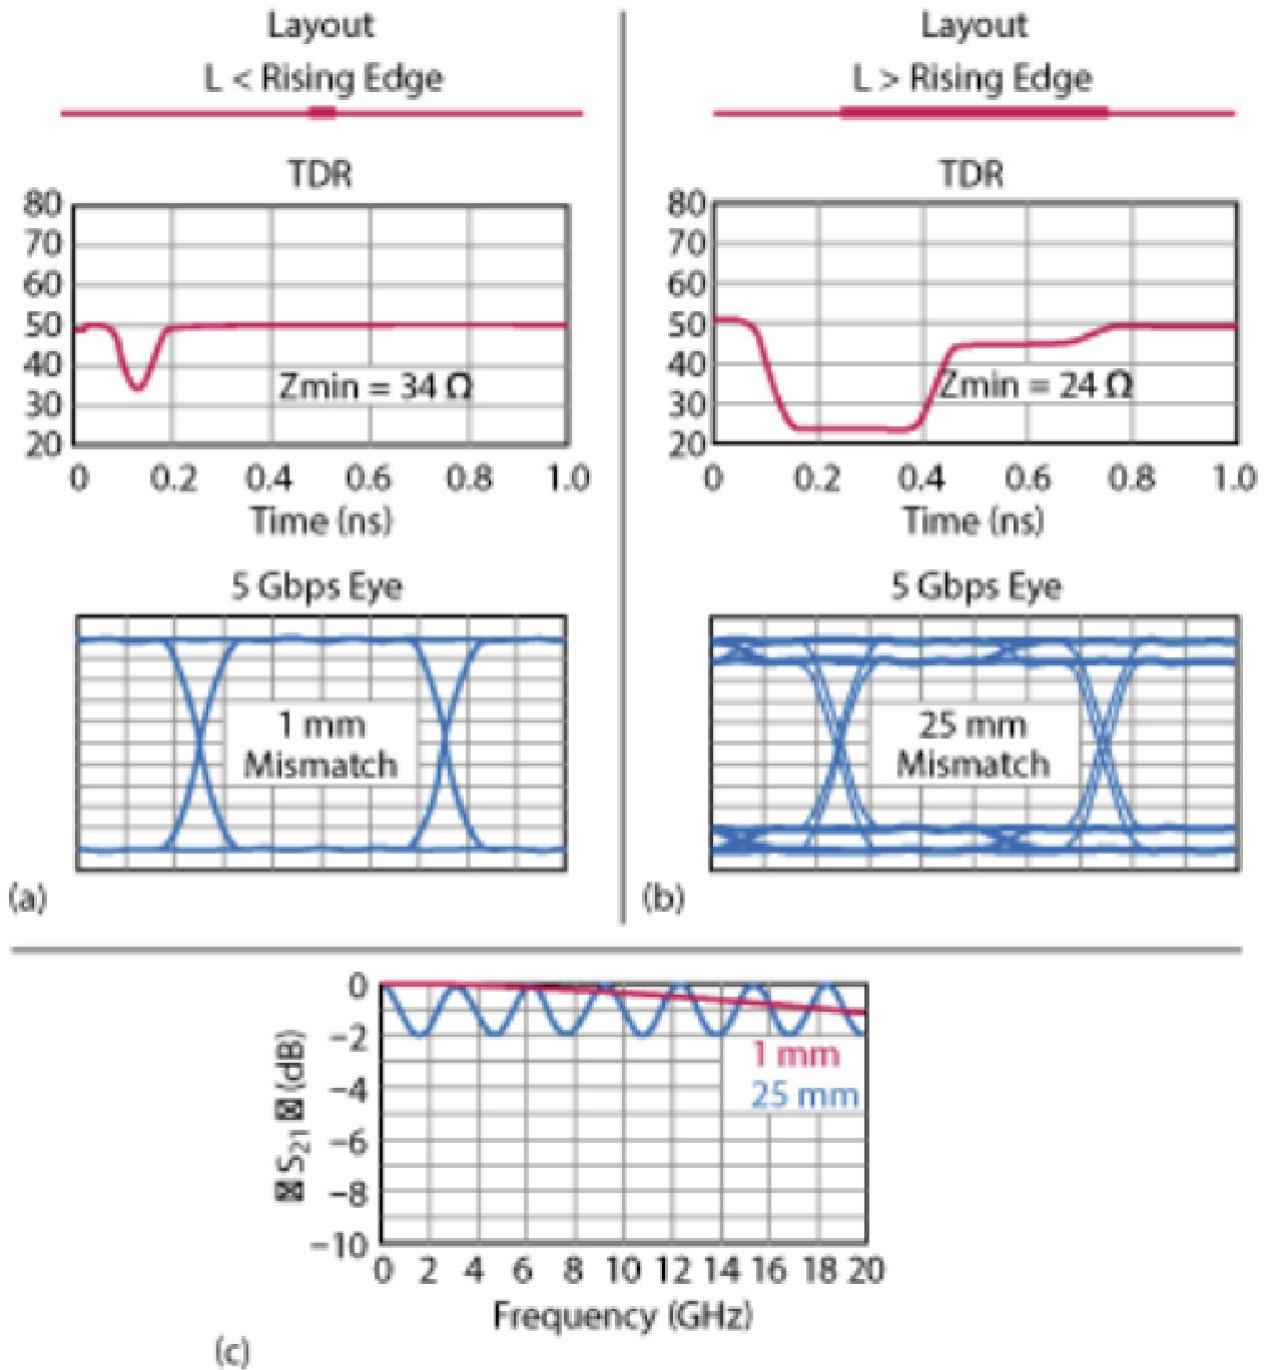 Layout
L < Rising Edge
TDR
80
70
60
50
40
30
20
Zmin = 34 Ω
0 0.2 0.4 0.6 0.8 1.0
Time (ns)
5 Gbps Eye
1 mm
Mismatch
(a)
Layout
L > Rising Edge
TDR
80
70
60
50
40
30
20
Zmin = 24 Ω
0 0.2 0.4 0.6 0.8 1.0
Time (ns)
5 Gbps Eye
25 mm
Mismatch
(b)
0
−2
−4
−6
−8
−10
S21 (dB)
1 mm
25 mm
0 2 4 6 8 10 12 14 16 18 20
Frequency (GHz)
(c)